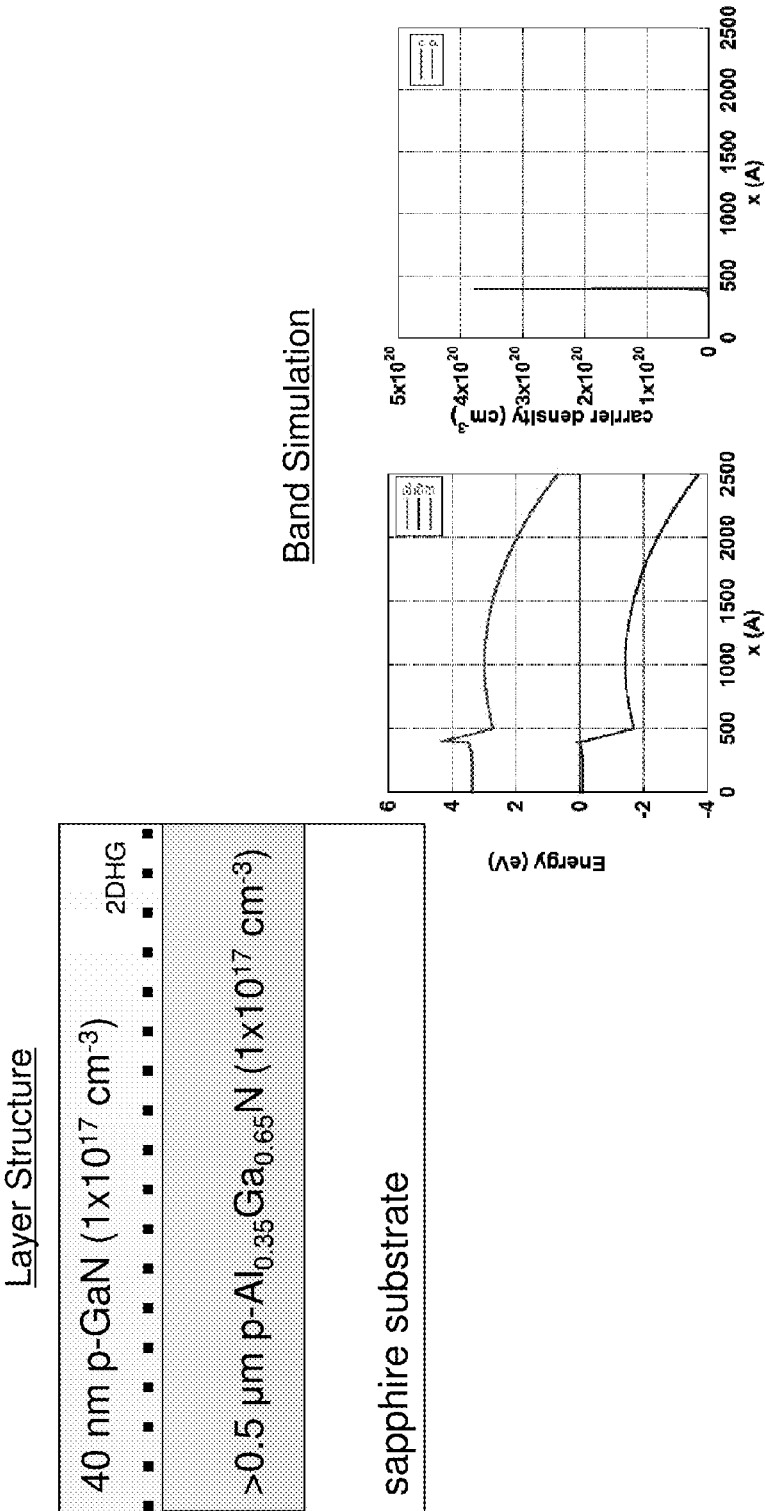 Layer Structure
40 nm p-GaN (1x10¹⁷ cm⁻³)
2DHG
>0.5 µm p-Al₀.₃₅Ga₀.₆₅N (1x10¹⁷ cm⁻³)
sapphire substrate
Band Simulation
Energy (eV)
6
4
2
0
-2
-4
0 500 1000 1500 2000 2500
x (A)
carrier density (cm⁻³)
5x10²⁰
4x10²⁰
3x10²⁰
2x10²⁰
1x10²⁰
0
0 500 1000 1500 2000 2500
x (A)